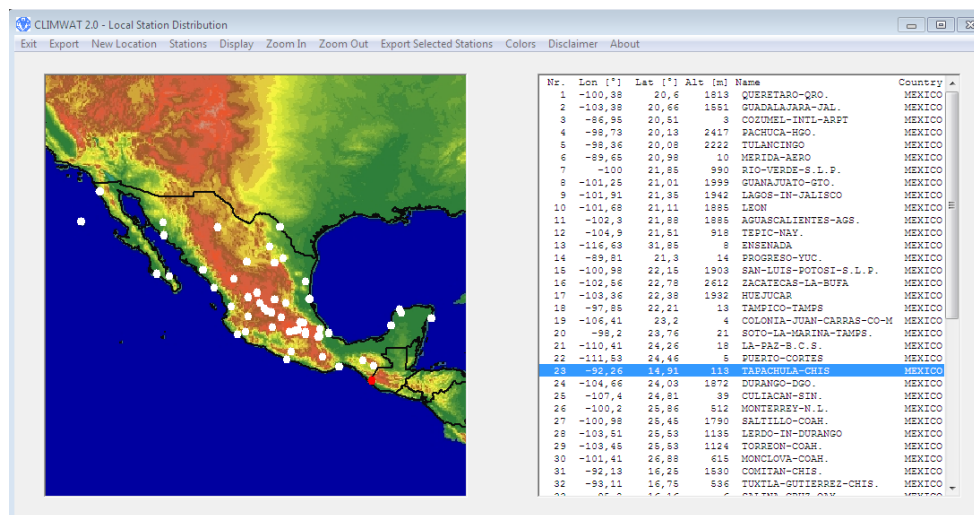 CLIMWAT 2.0 - Local Station Distribution
Exit Export New Location Stations Display Zoom In Zoom Out Export Selected Stations Colors Disclaimer About
Nr. Lon [°] Lat [°] Alt [m] Name Country
1 -100,38 20,6 1813 QUERETARO-QRO. MEXICO
2 -103,38 20,66 1551 GUADALAJARA-JAL. MEXICO
3 -86,95 20,51 3 COZUMEL-INTL-ARPT MEXICO
4 -98,73 20,13 2417 PACHUCA-HGO. MEXICO
5 -98,36 20,08 2222 TULANCINGO MEXICO
6 -89,65 20,98 10 MERIDA-AERO MEXICO
7 -100 21,85 990 RIO-VERDE-S.L.P. MEXICO
8 -101,25 21,01 1999 GUANAJUATO-GTO. MEXICO
9 -101,91 21,35 1942 LAGOS-IN-JALISCO MEXICO
10 -101,68 21,11 1885 LEON MEXICO
11 -102,3 21,88 1885 AGUASCALIENTES-AGS. MEXICO
12 -104,9 21,51 918 TEPIC-NAY. MEXICO
13 -116,63 31,85 8 ENSENADA MEXICO
14 -89,81 21,3 14 PROGRESO-YUC. MEXICO
15 -100,98 22,15 1903 SAN-LUIS-POTOSI-S.L.P. MEXICO
16 -102,56 22,78 2612 ZACATECAS-LA-BUFA MEXICO
17 -103,36 22,38 1932 HUEJUCAR MEXICO
18 -97,85 22,21 13 TAMPICO-TAMPS MEXICO
19 -106,41 23,2 4 COLONIA-JUAN-CARRAS-CO-M MEXICO
20 -98,2 23,76 21 SOTO-LA-MARINA-TAMPS. MEXICO
21 -110,41 24,26 18 LA-PAZ-B.C.S. MEXICO
22 -111,53 24,46 5 PUERTO-CORTES MEXICO
23 -92,26 14,91 113 TAPACHULA-CHIS MEXICO
24 -104,66 24,03 1872 DURANGO-DGO. MEXICO
25 -107,4 24,81 39 CULIACAN-SIN. MEXICO
26 -100,2 25,86 512 MONTERREY-N.L. MEXICO
27 -100,98 25,45 1790 SALTILLO-COAH. MEXICO
28 -103,51 25,53 1135 LERDO-IN-DURANGO MEXICO
29 -103,45 25,53 1124 TORREON-COAH. MEXICO
30 -101,41 26,88 615 MONCLOVA-COAH. MEXICO
31 -92,13 16,25 1530 COMITAN-CHIS. MEXICO
32 -93,11 16,75 536 TUXTLA-GUTIERREZ-CHIS. MEXICO